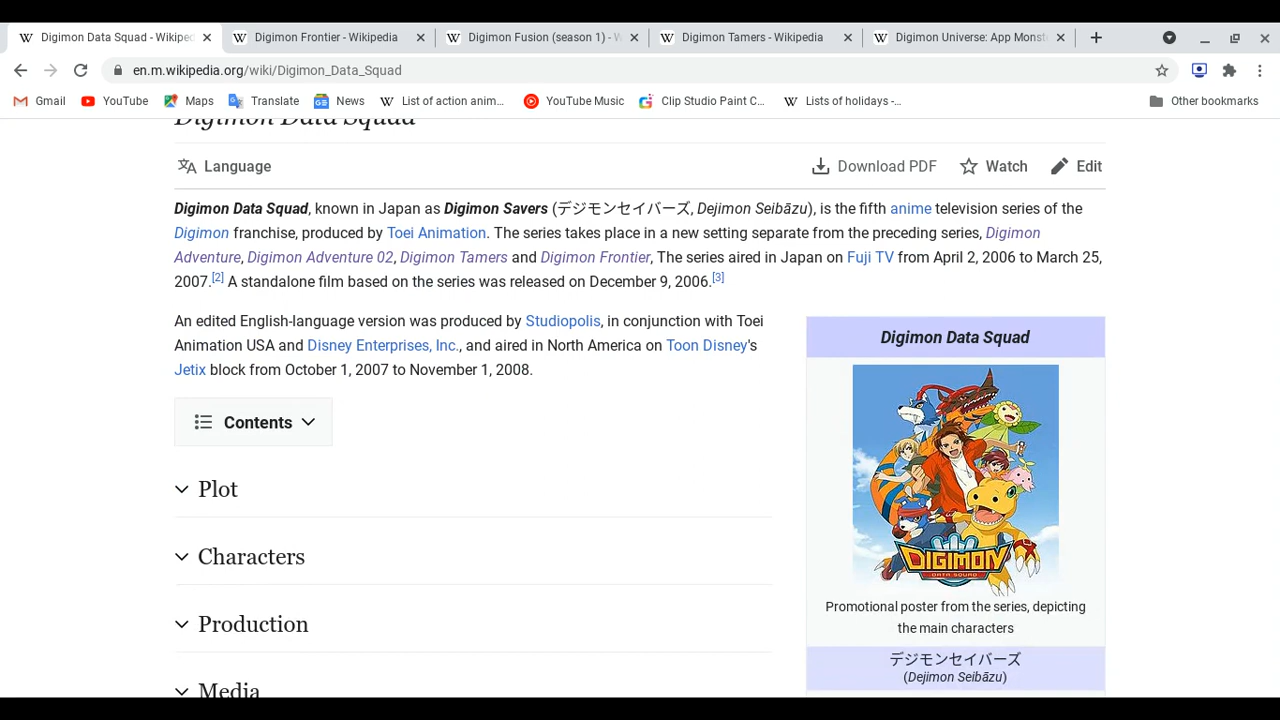 Digimon Data Squad - Wikiped
Digimon Frontier - Wikipedia
Digimon Fusion (season 1) - W
Digimon Tamers - Wikipedia
Digimon Universe: App Monst
en.m.wikipedia.org/wiki/Digimon_Data_Squad
Gmail
YouTube
Maps
Translate
News
List of action anim...
YouTube Music
Clip Studio Paint C...
Lists of holidays -...
Other bookmarks
Digimon Data Squad
Language
Download PDF
Watch
Edit
Digimon Data Squad, known in Japan as Digimon Savers (デジモンセイバーズ, Dejimon Seibāzu), is the fifth anime television series of the
Digimon franchise, produced by Toei Animation. The series takes place in a new setting separate from the preceding series, Digimon
Adventure, Digimon Adventure 02, Digimon Tamers and Digimon Frontier, The series aired in Japan on Fuji TV from April 2, 2006 to March 25,
2007.[2] A standalone film based on the series was released on December 9, 2006.[3]
An edited English-language version was produced by Studiopolis, in conjunction with Toei
Animation USA and Disney Enterprises, Inc., and aired in North America on Toon Disney's
Jetix block from October 1, 2007 to November 1, 2008.
Contents
Plot
Characters
Production
Media
Digimon Data Squad
DIGIMON
DATA SQUAD
Promotional poster from the series, depicting
the main characters
デジモンセイバーズ
(Dejimon Seibāzu)